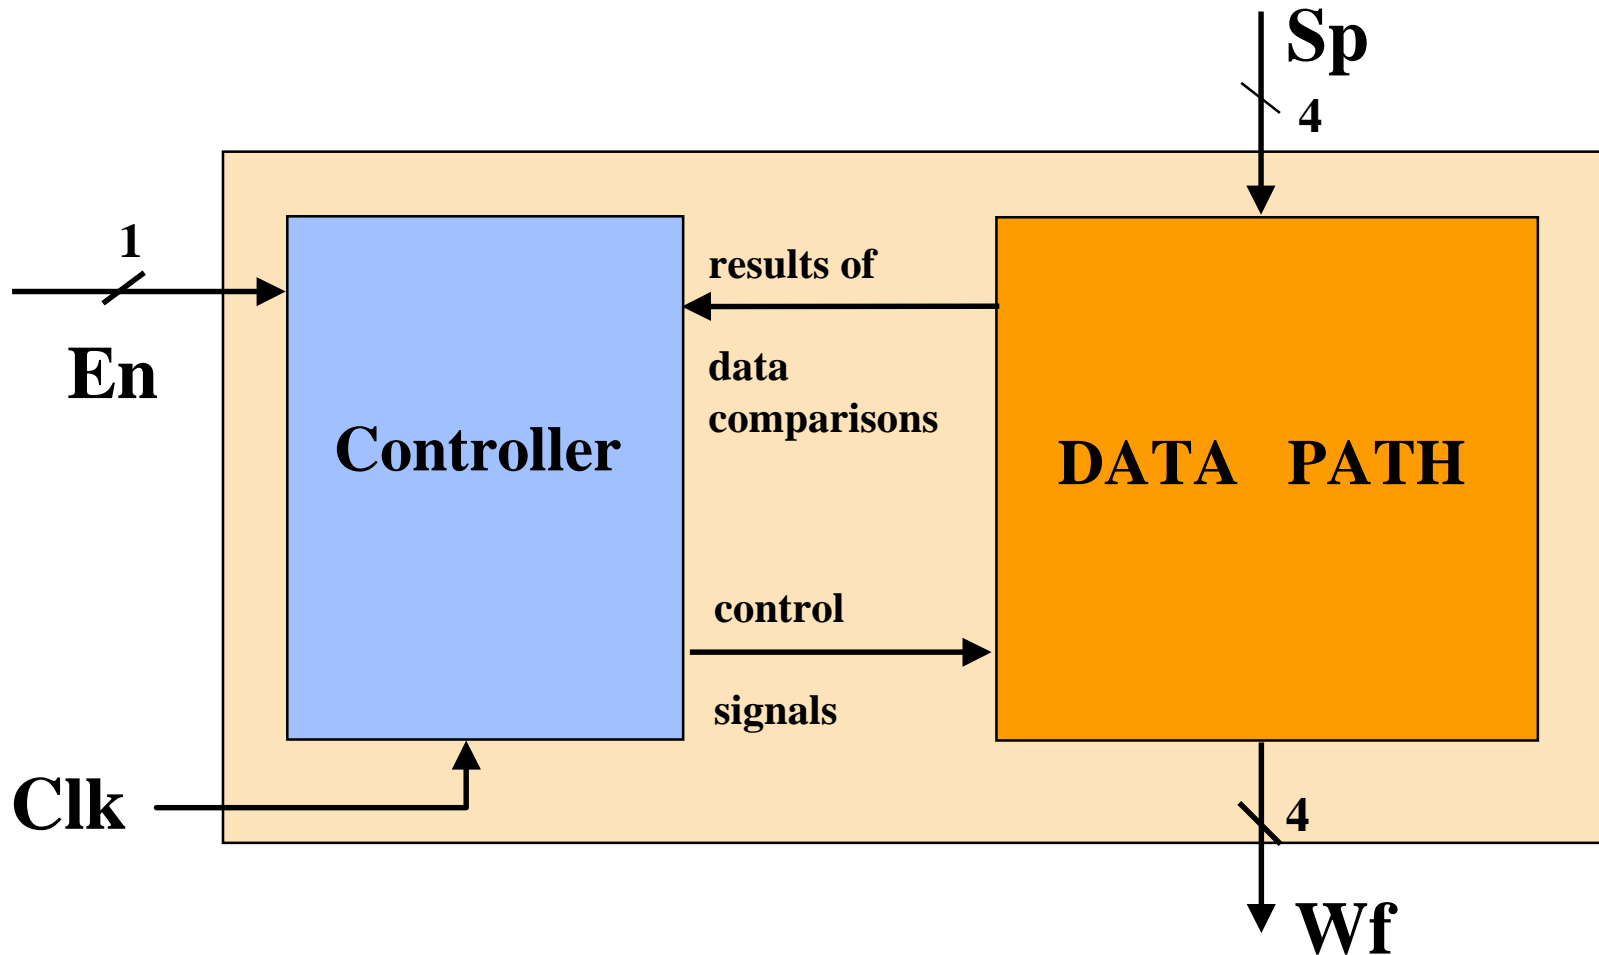 Sp
4
1
En
results of
data
comparisons
Controller
DATA PATH
control
signals
Clk
4
Wf